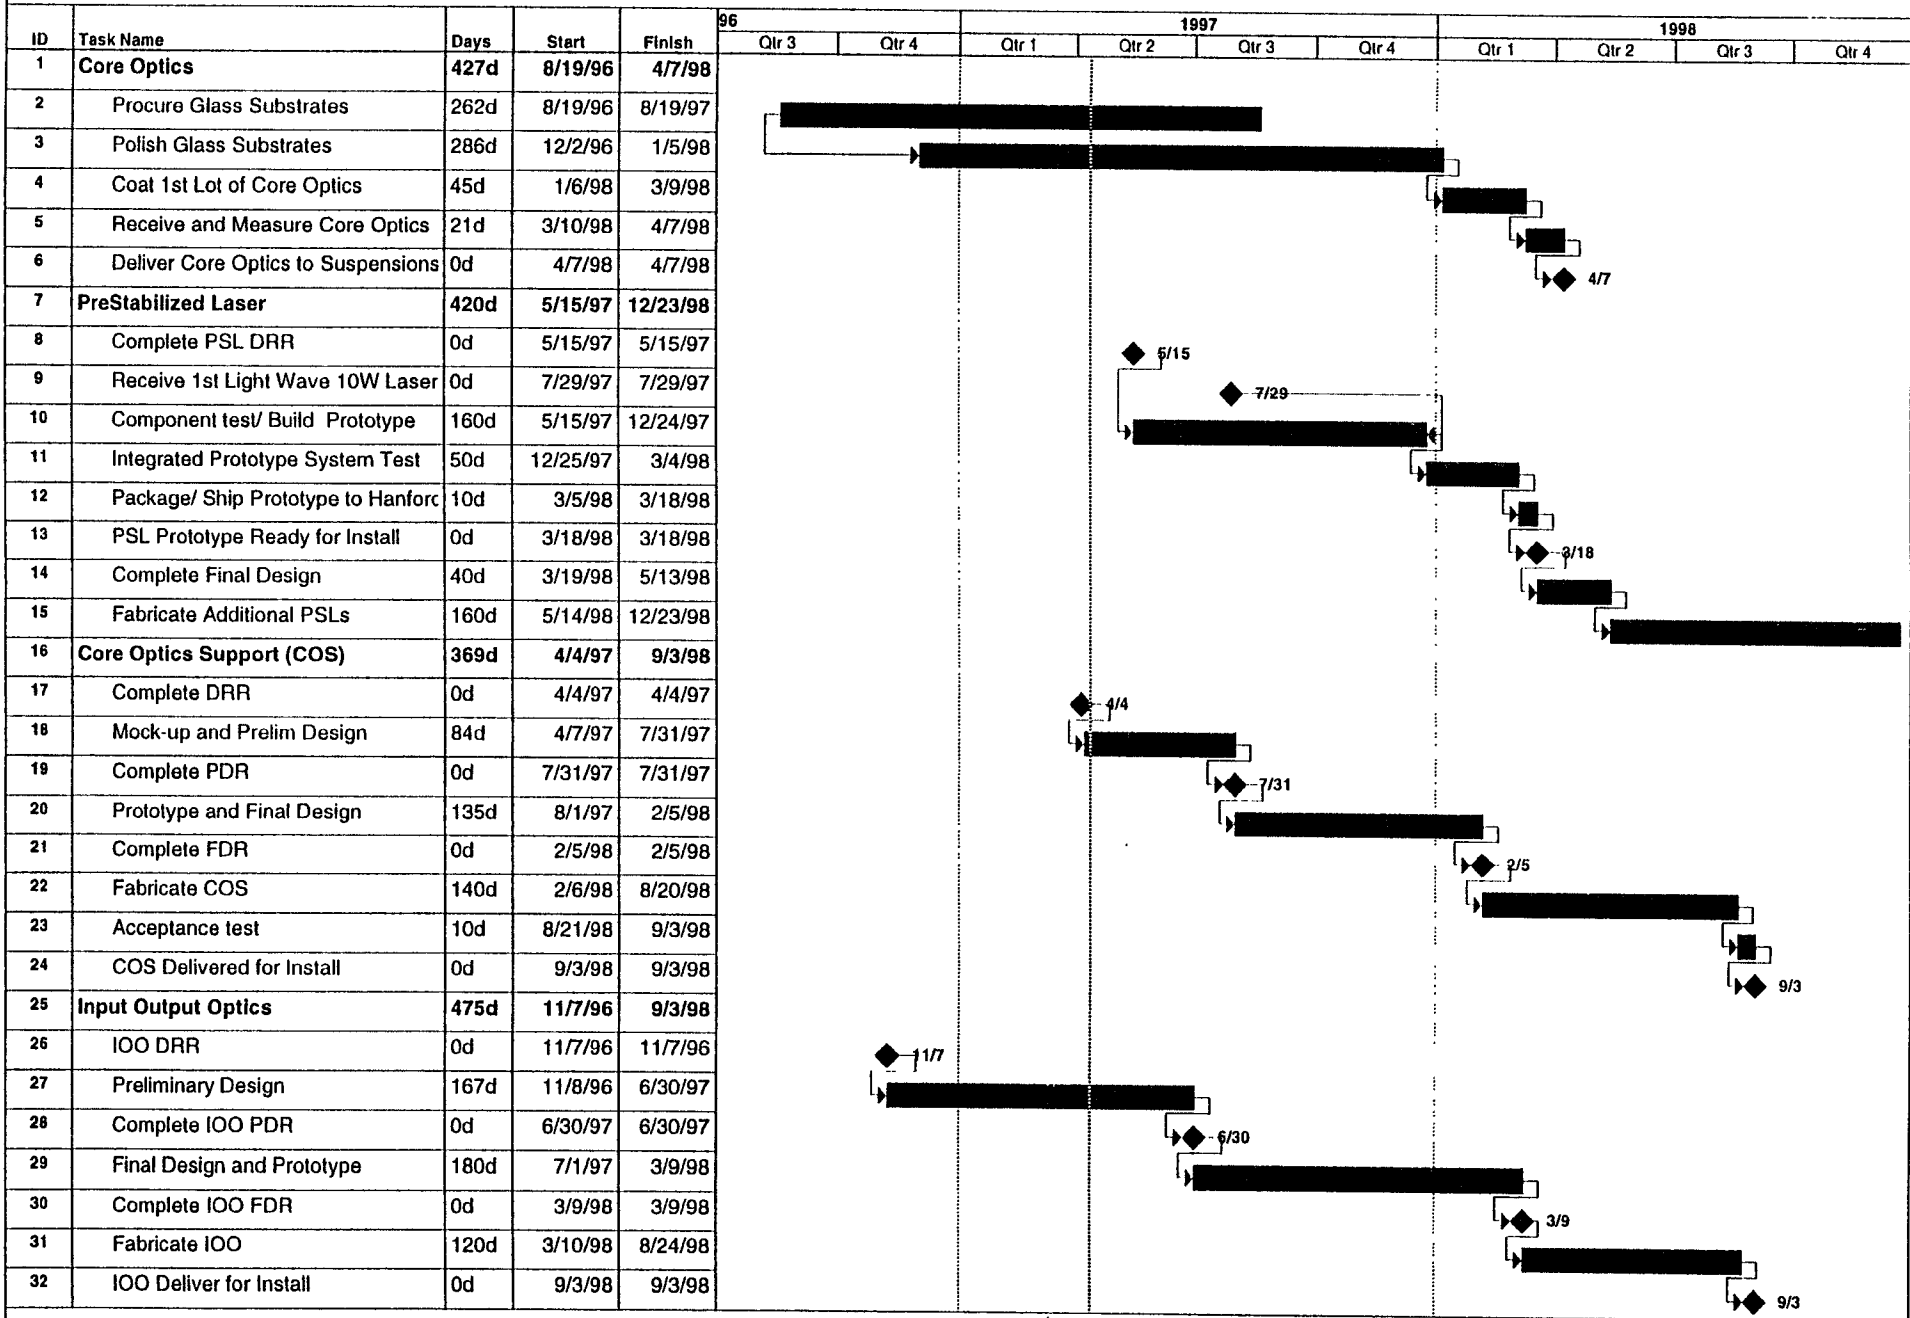 96 1997 1998
ID Task Name Days Start Finish Qtr 3 Qtr 4 Qtr 1 Qtr 2 Qtr 3 Qtr 4 Qtr 1 Qtr 2 Qtr 3 Qtr 4
1 Core Optics 427d 8/19/96 4/7/98
2 Procure Glass Substrates 262d 8/19/96 8/19/97
3 Polish Glass Substrates 286d 12/2/96 1/5/98
4 Coat 1st Lot of Core Optics 45d 1/6/98 3/9/98
5 Receive and Measure Core Optics 21d 3/10/98 4/7/98
6 Deliver Core Optics to Suspensions 0d 4/7/98 4/7/98 4/7
7 PreStabilized Laser 420d 5/15/97 12/23/98
8 Complete PSL DRR 0d 5/15/97 5/15/97 5/15
9 Receive 1st Light Wave 10W Laser 0d 7/29/97 7/29/97 7/29
10 Component test/ Build Prototype 160d 5/15/97 12/24/97
11 Integrated Prototype System Test 50d 12/25/97 3/4/98
12 Package/ Ship Prototype to Hanforc 10d 3/5/98 3/18/98
13 PSL Prototype Ready for Install 0d 3/18/98 3/18/98 3/18
14 Complete Final Design 40d 3/19/98 5/13/98
15 Fabricate Additional PSLs 160d 5/14/98 12/23/98
16 Core Optics Support (COS) 369d 4/4/97 9/3/98
17 Complete DRR 0d 4/4/97 4/4/97 4/4
18 Mock-up and Prelim Design 84d 4/7/97 7/31/97
19 Complete PDR 0d 7/31/97 7/31/97 7/31
20 Prototype and Final Design 135d 8/1/97 2/5/98
21 Complete FDR 0d 2/5/98 2/5/98 2/5
22 Fabricate COS 140d 2/6/98 8/20/98
23 Acceptance test 10d 8/21/98 9/3/98
24 COS Delivered for Install 0d 9/3/98 9/3/98 9/3
25 Input Output Optics 475d 11/7/96 9/3/98
26 IOO DRR 0d 11/7/96 11/7/96 11/7
27 Preliminary Design 167d 11/8/96 6/30/97
28 Complete IOO PDR 0d 6/30/97 6/30/97 6/30
29 Final Design and Prototype 180d 7/1/97 3/9/98
30 Complete IOO FDR 0d 3/9/98 3/9/98 3/9
31 Fabricate IOO 120d 3/10/98 8/24/98
32 IOO Deliver for Install 0d 9/3/98 9/3/98 9/3